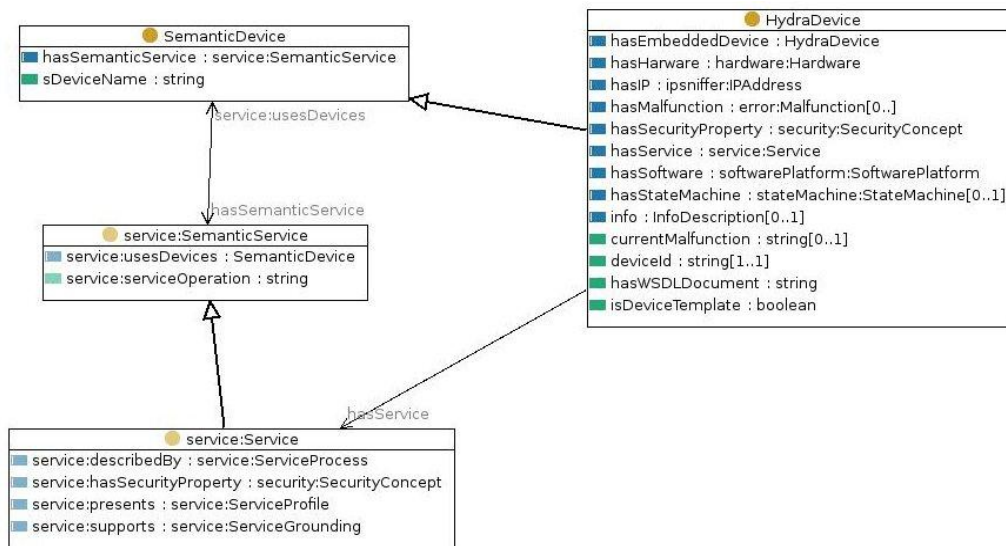 SemanticDevice
hasSemanticService : service:SemanticService
sDeviceName : string
HydraDevice
hasEmbeddedDevice : HydraDevice
hasHarware : hardware:Hardware
hasIP : ipsniffer:IPAddress
hasMalfunction : error:Malfunction[0..]
hasSecurityProperty : security:SecurityConcept
hasService : service:Service
hasSoftware : softwarePlatform:SoftwarePlatform
hasStateMachine : stateMachine:StateMachine[0..1]
info : InfoDescription[0..1]
currentMalfunction : string[0..1]
deviceId : string[1..1]
hasWSDLDocument : string
isDeviceTemplate : boolean
service:usesDevices
hasSemanticService
service:SemanticService
service:usesDevices : SemanticDevice
service:serviceOperation : string
hasService
service:Service
service:describedBy : service:ServiceProcess
service:hasSecurityProperty : security:SecurityConcept
service:presents : service:ServiceProfile
service:supports : service:ServiceGrounding